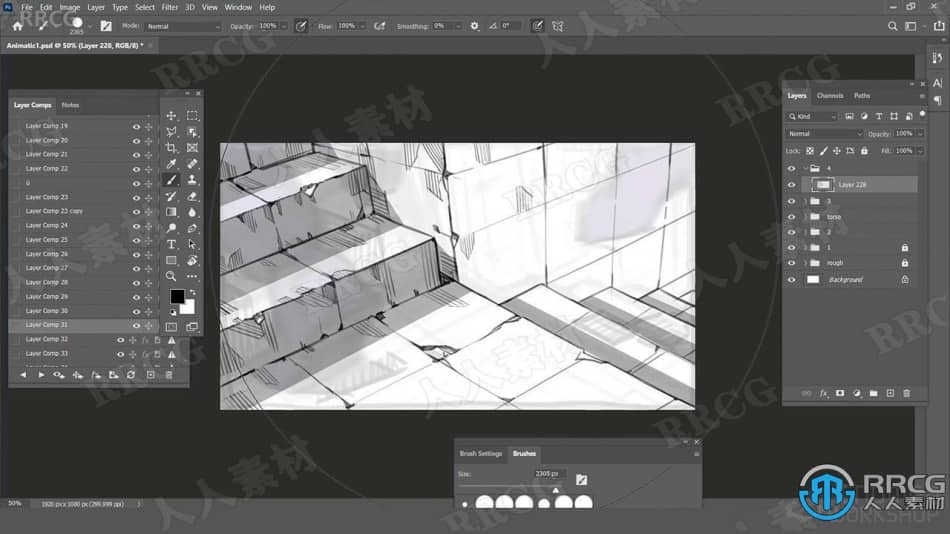 File Edit Image Layer Type Select Filter 3D View Window Help
2305 Mode: Normal Opacity: 100% Flow: 100% Smoothing: 0% 0°
Animatic1.psd @ 50% (Layer 228, RGB/8) *
Layer Comps Notes
Layer Comp 19
Layer Comp 20
Layer Comp 21
Layer Comp 22
Layer Comp 23
Layer Comp 23 copy
Layer Comp 24
Layer Comp 25
Layer Comp 26
Layer Comp 27
Layer Comp 28
Layer Comp 29
Layer Comp 30
Layer Comp 31
Layer Comp 32
Layer Comp 33
Layers Channels Paths
Kind
Normal Opacity: 100%
Lock: Fill: 100%
4
Layer 228
3
torso
2
1
rough
Background
Brush Settings Brushes
Size: 2305 px
50% 1920 px x 1080 px (299,999 ppi)
RRCG
人人素材
WORKSHOP
RRCG
人人素材